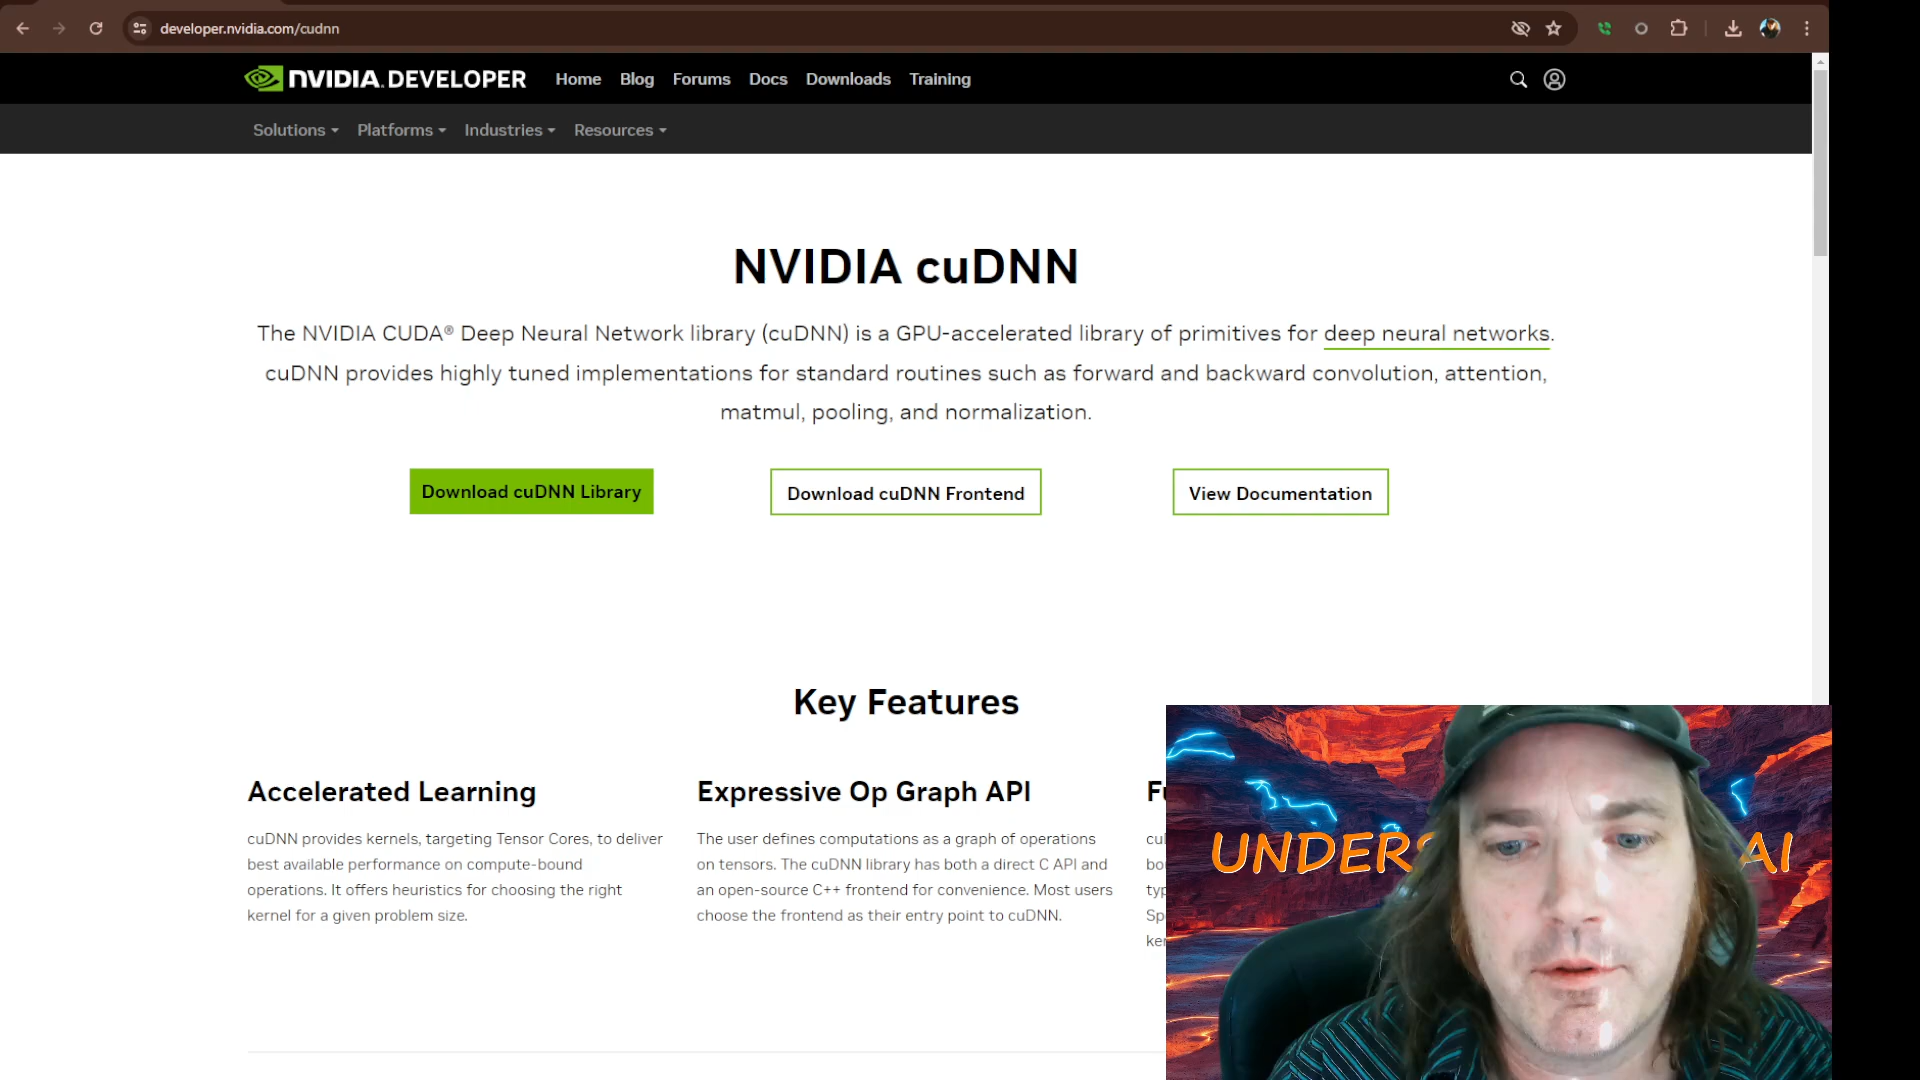 developer.nvidia.com/cudnn
NVIDIA. DEVELOPER Home Blog Forums Docs Downloads Training
Solutions Platforms Industries Resources
NVIDIA cuDNN
The NVIDIA CUDA® Deep Neural Network library (cuDNN) is a GPU-accelerated library of primitives for deep neural networks.
cuDNN provides highly tuned implementations for standard routines such as forward and backward convolution, attention,
matmul, pooling, and normalization.
Download cuDNN Library
Download cuDNN Frontend
View Documentation
Key Features
Accelerated Learning
cuDNN provides kernels, targeting Tensor Cores, to deliver
best available performance on compute-bound
operations. It offers heuristics for choosing the right
kernel for a given problem size.
Expressive Op Graph API
The user defines computations as a graph of operations
on tensors. The cuDNN library has both a direct C API and
an open-source C++ frontend for convenience. Most users
choose the frontend as their entry point to cuDNN.
AI